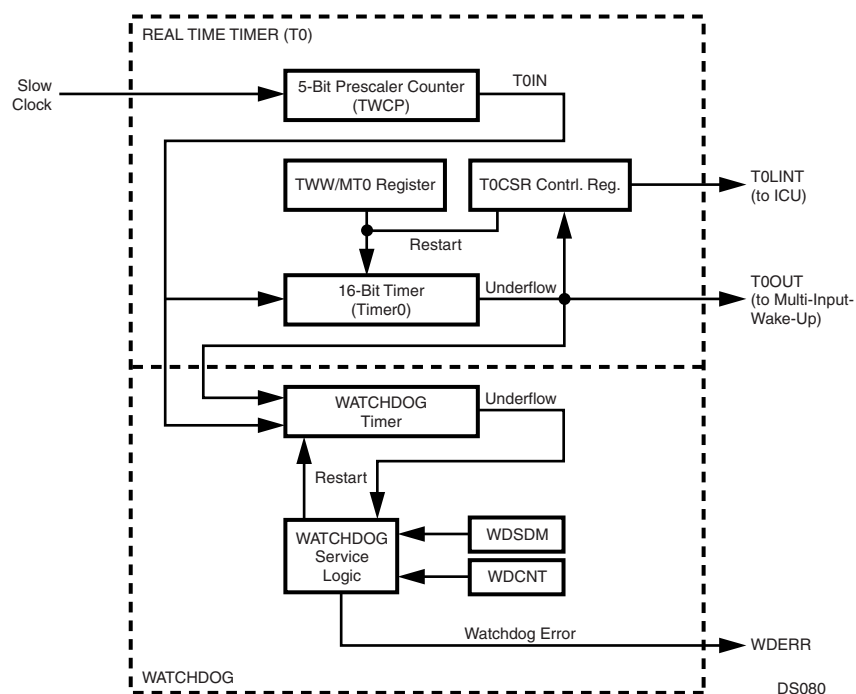 REAL TIME TIMER (T0)
Slow
Clock
5-Bit Prescaler Counter
(TWCP)
T0IN
TWW/MT0 Register
T0CSR Contrl. Reg.
T0LINT
(to ICU)
Restart
16-Bit Timer
(Timer0)
Underflow
T0OUT
(to Multi-Input-
Wake-Up)
WATCHDOG
Timer
Underflow
Restart
WATCHDOG
Service
Logic
WDSDM
WDCNT
Watchdog Error
WDERR
WATCHDOG
DS080